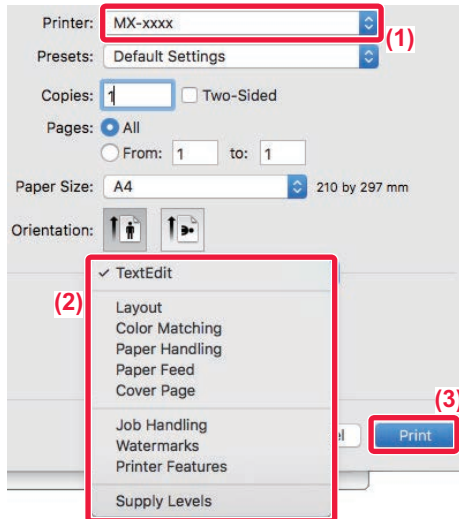 Printer: MX-xxxx
(1)
Presets: Default Settings
Copies: 1 Two-Sided
Pages: All
From: 1 to: 1
Paper Size: A4 210 by 297 mm
Orientation:
✓ TextEdit
(2)
Layout
Color Matching
Paper Handling
Paper Feed
Cover Page
(3)
Job Handling
Watermarks
Printer Features
Print
Supply Levels